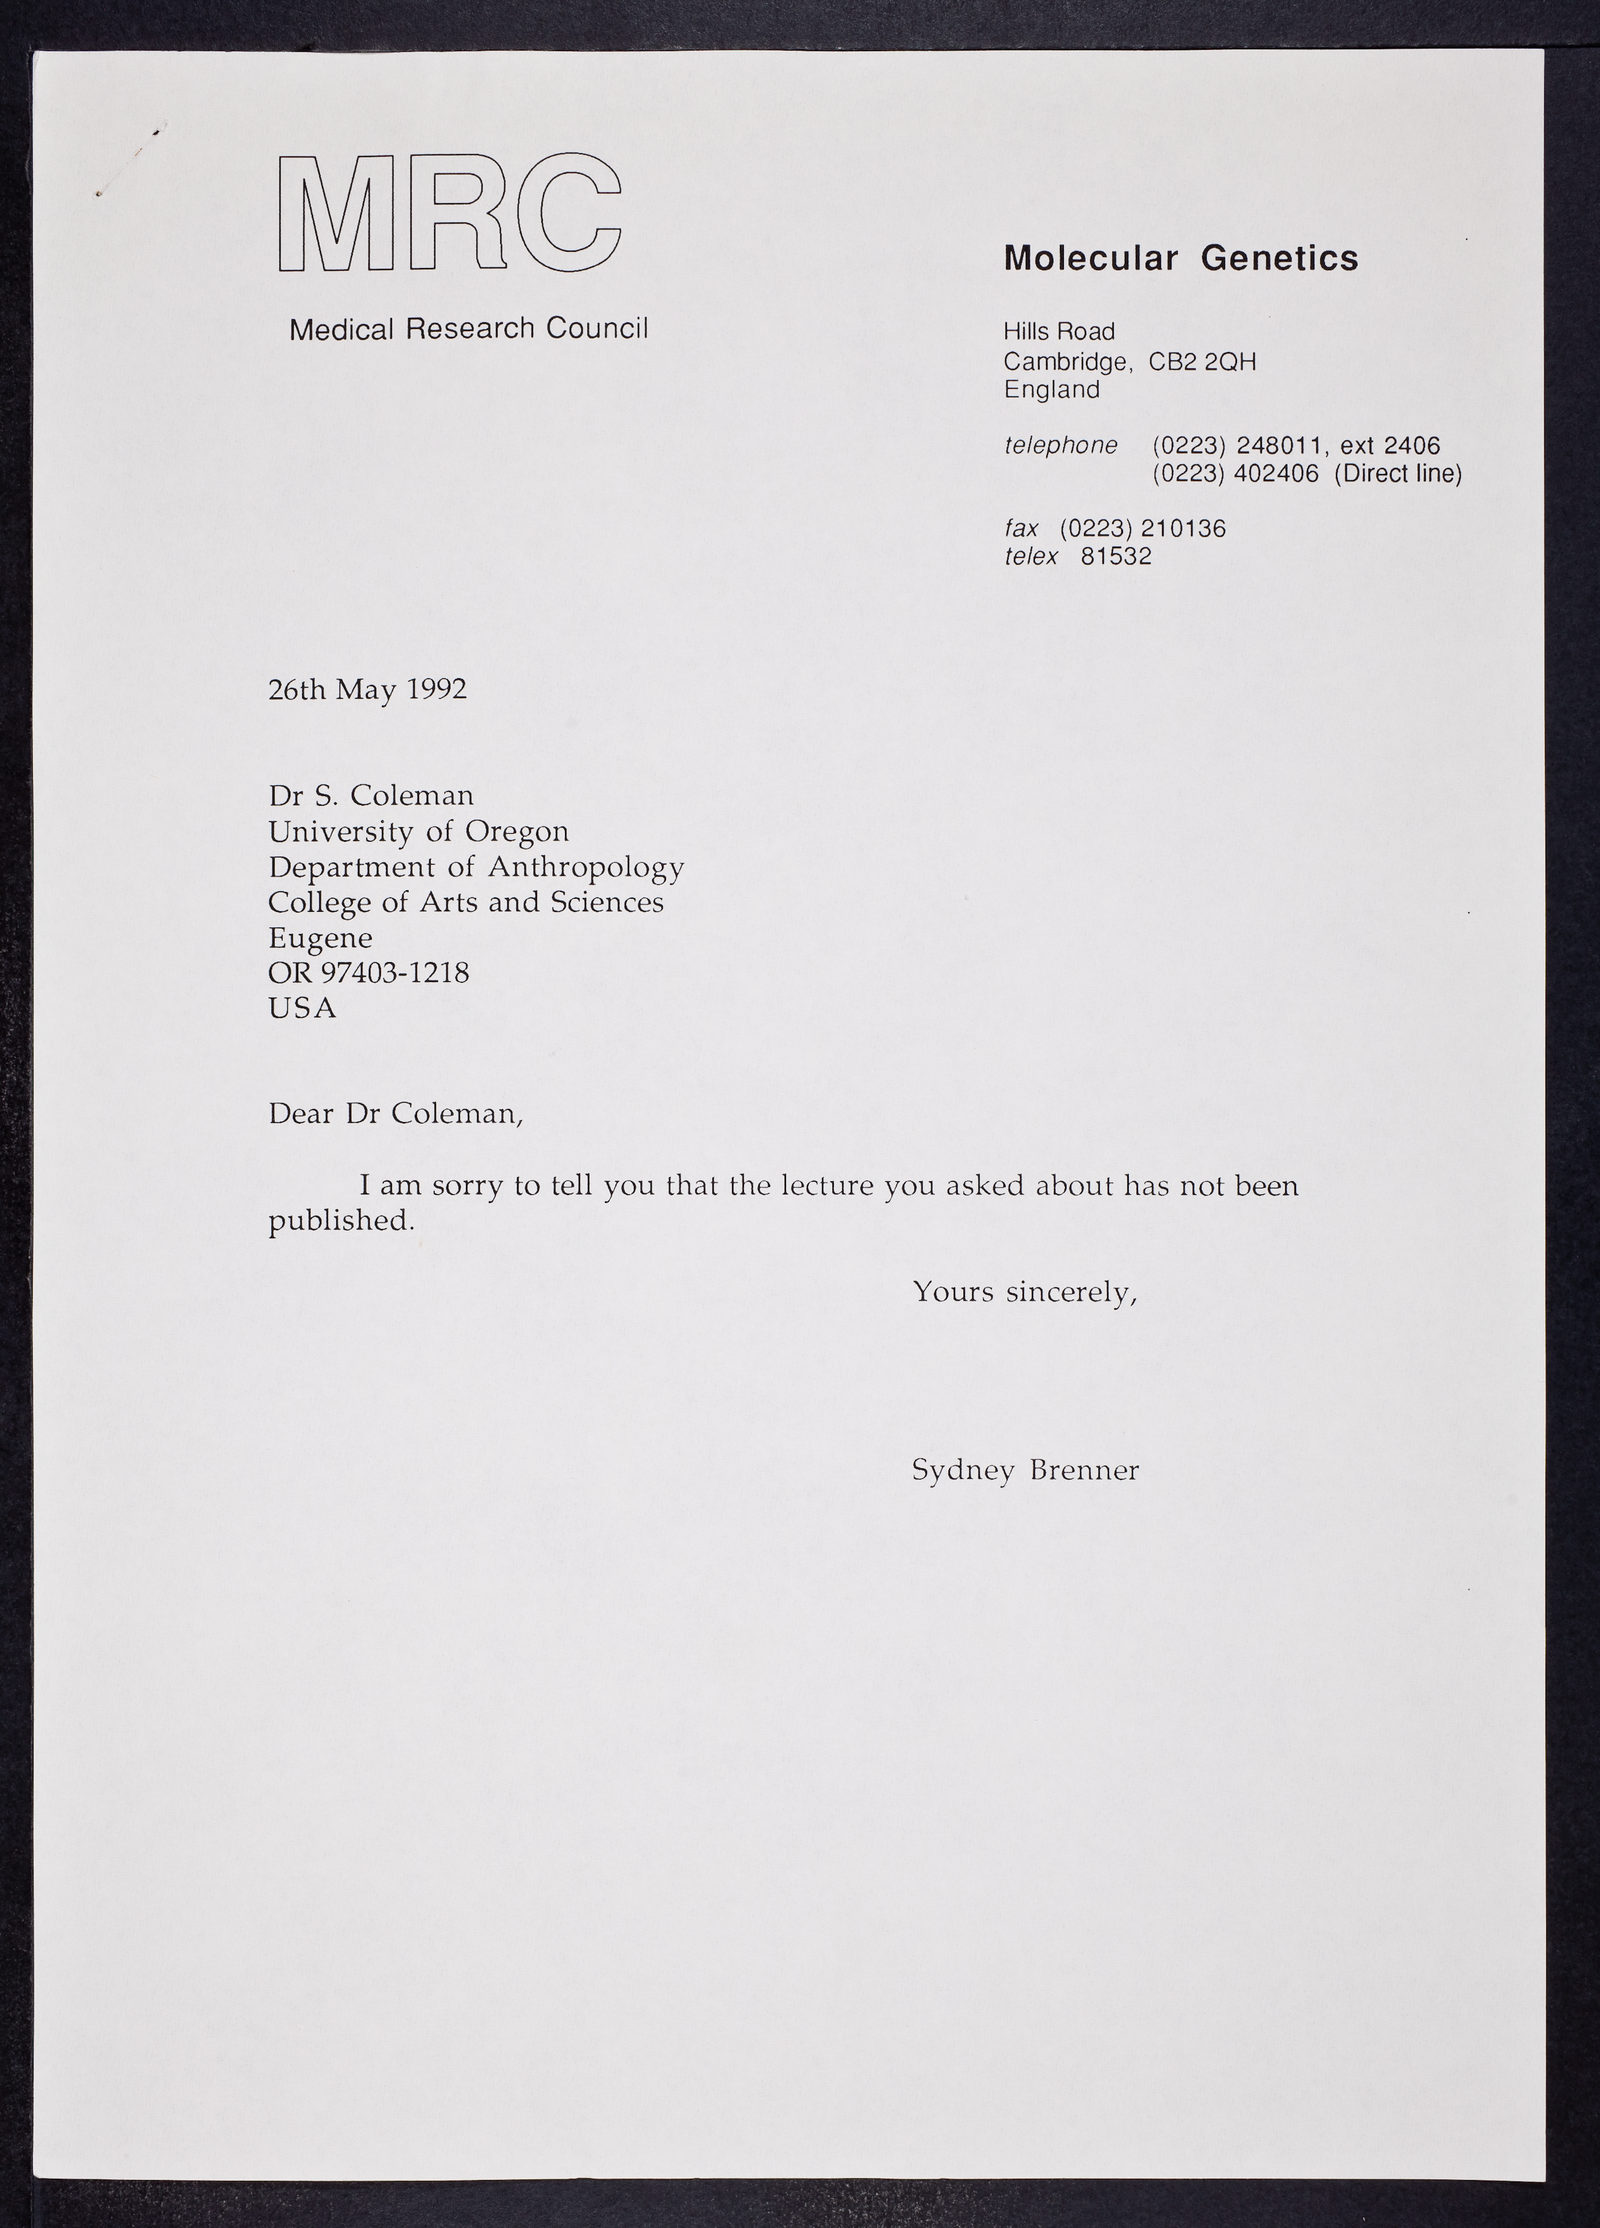 MRC
Medical Research Council
Molecular Genetics
Hills Road
Cambridge, CB2 2QH
England
telephone (0223) 248011, ext 2406
(0223) 402406 (Direct line)
fax (0223) 210136
telex 81532
26th May 1992
Dr S. Coleman
University of Oregon
Department of Anthropology
College of Arts and Sciences
Eugene
OR 97403-1218
USA
Dear Dr Coleman,
I am sorry to tell you that the lecture you asked about has not been
published.
Yours sincerely,
Sydney Brenner